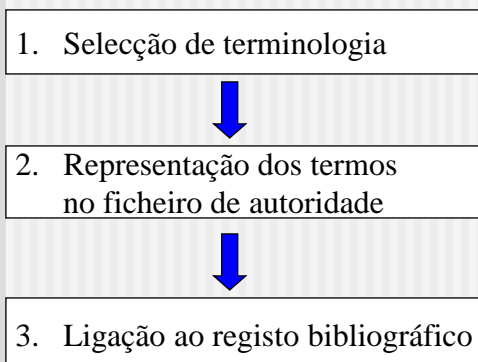 1. Selecção de terminologia
2. Representação dos termos
no ficheiro de autoridade
3. Ligação ao registo bibliográfico